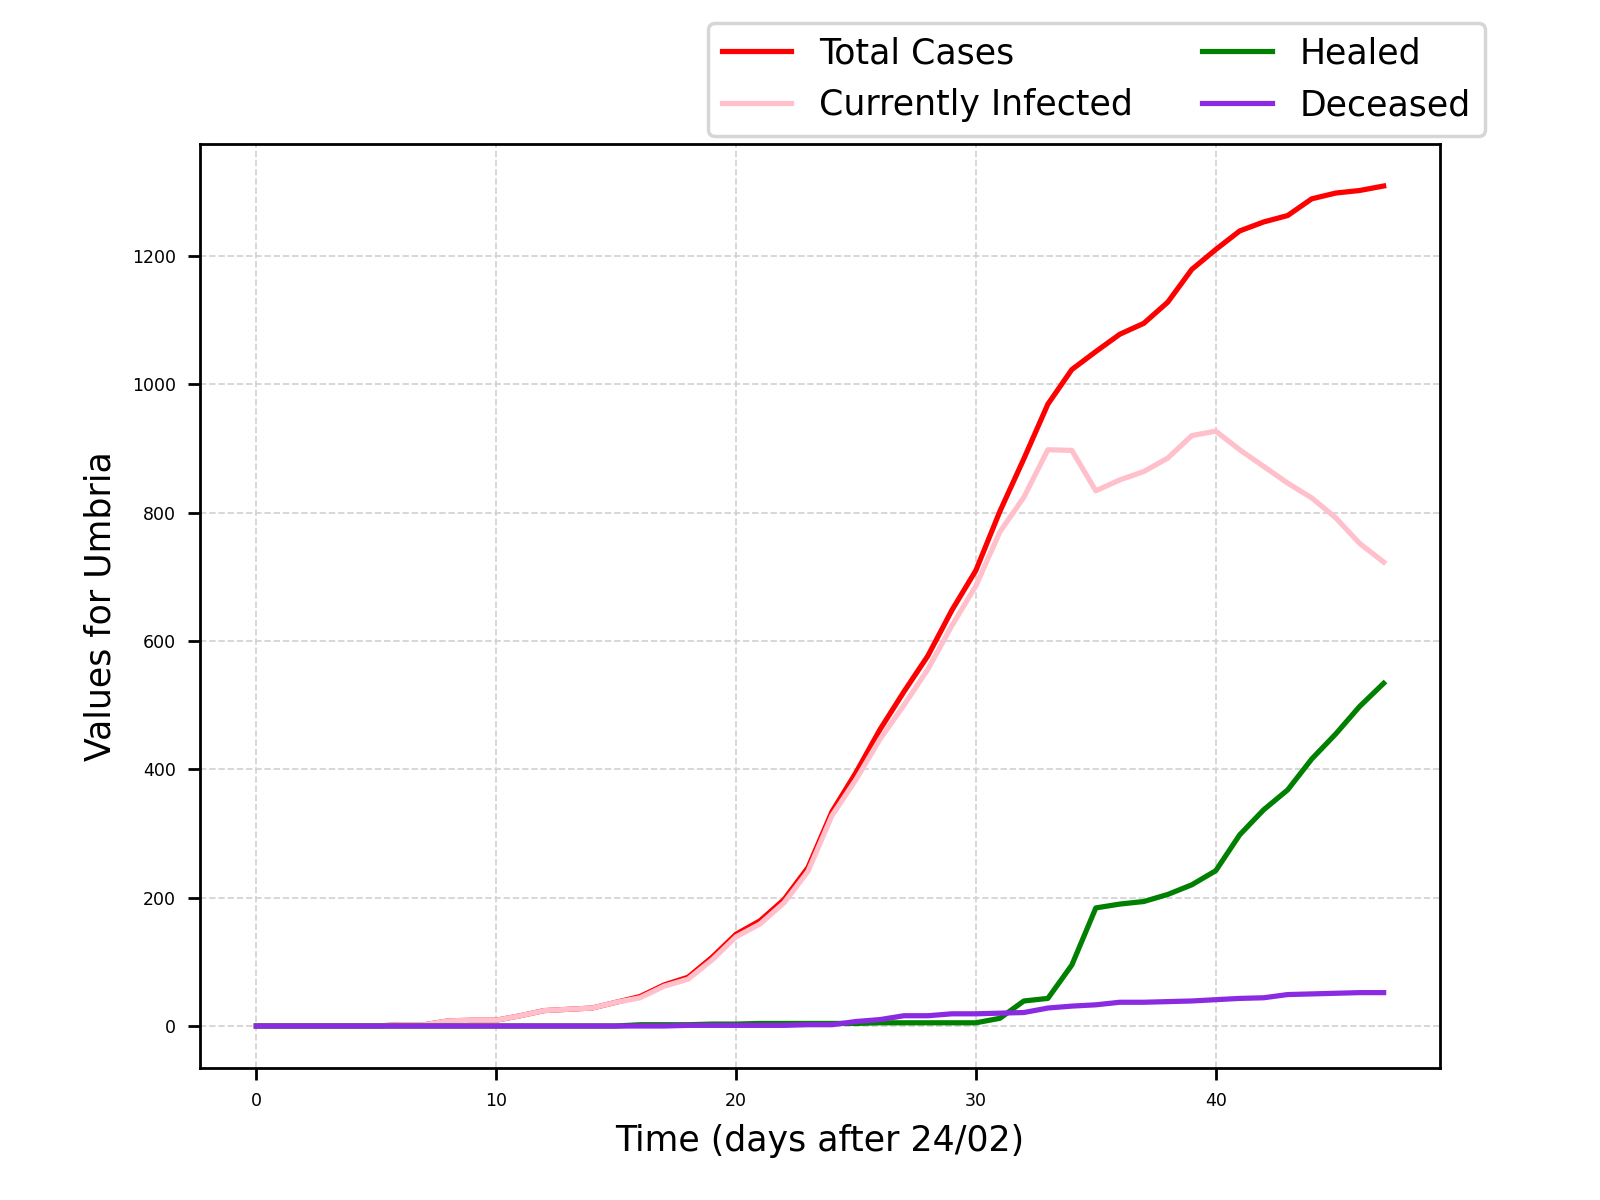 Total Cases
Currently Infected
Healed
Deceased
1200
1000
800
600
400
200
0
Values for Umbria
0 10 20 30 40
Time (days after 24/02)